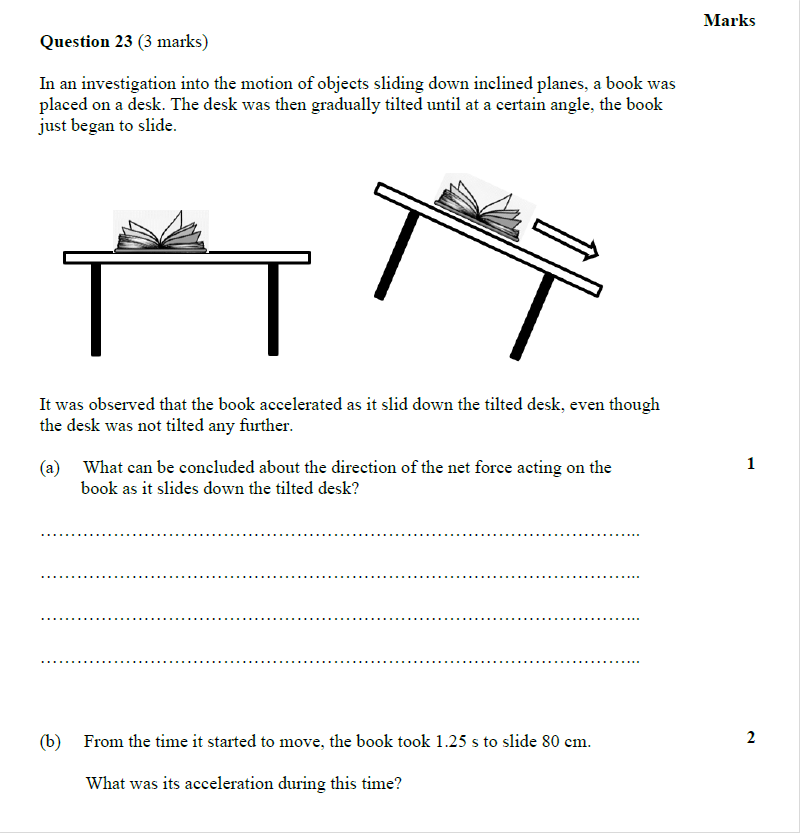 Marks
Question 23 (3 marks)
In an investigation into the motion of objects sliding down inclined planes, a book was
placed on a desk. The desk was then gradually tilted until at a certain angle, the book
just began to slide.
It was observed that the book accelerated as it slid down the tilted desk, even though
the desk was not tilted any further.
(a) What can be concluded about the direction of the net force acting on the 1
book as it slides down the tilted desk?
(b) From the time it started to move, the book took 1.25 s to slide 80 cm. 2
What was its acceleration during this time?